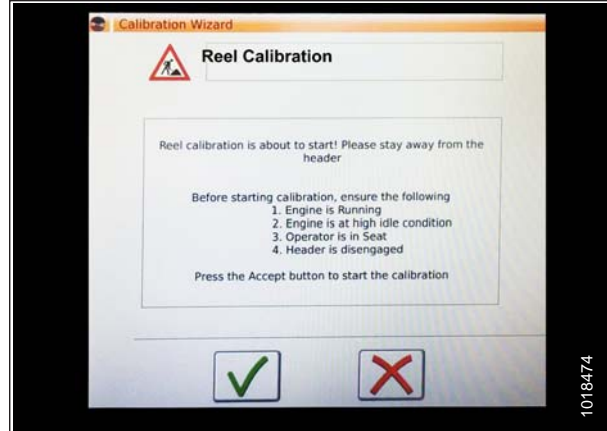 Calibration Wizard
Reel Calibration
Reel calibration is about to start! Please stay away from the
header
Before starting calibration, ensure the following
1. Engine is Running
2. Engine is at high idle condition
3. Operator is in Seat
4. Header is disengaged
Press the Accept button to start the calibration
1018474